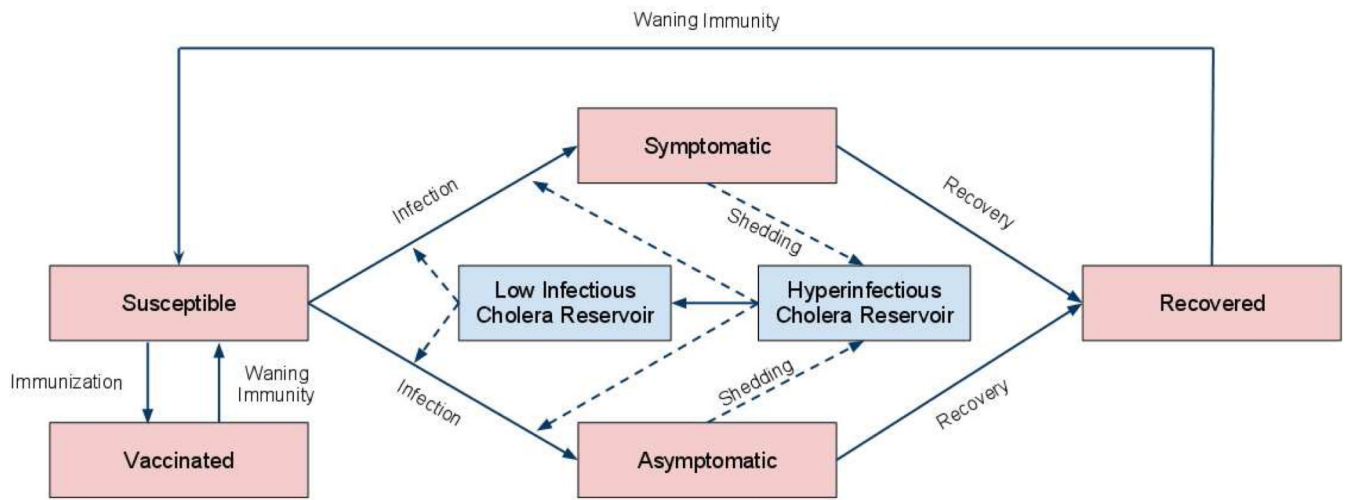 Waning Immunity
Symptomatic
Infection
Recovery
Shedding
Susceptible
Low Infectious
Cholera Reservoir
Hyperinfectious
Cholera Reservoir
Recovered
Immunization
Waning
Immunity
Infection
Shedding
Recovery
Vaccinated
Asymptomatic